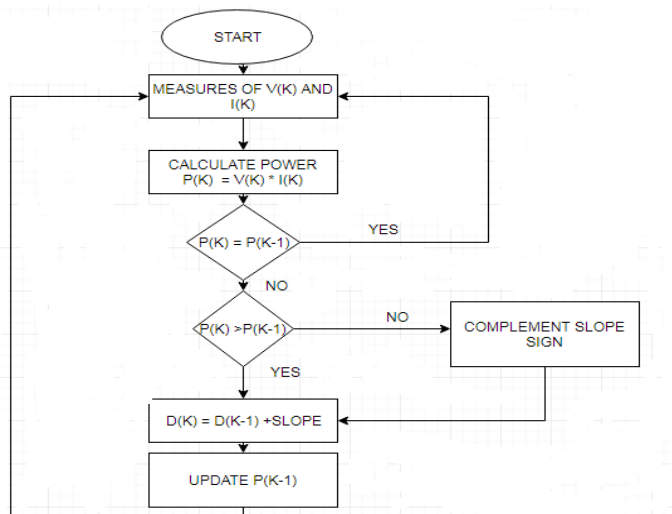 START
MEASURES OF V(K) AND
I(K)
CALCULATE POWER
P(K) = V(K) * I(K)
P(K) = P(K-1)
YES
NO
P(K) >P(K-1)
NO
COMPLEMENT SLOPE
SIGN
YES
D(K) = D(K-1) +SLOPE
UPDATE P(K-1)